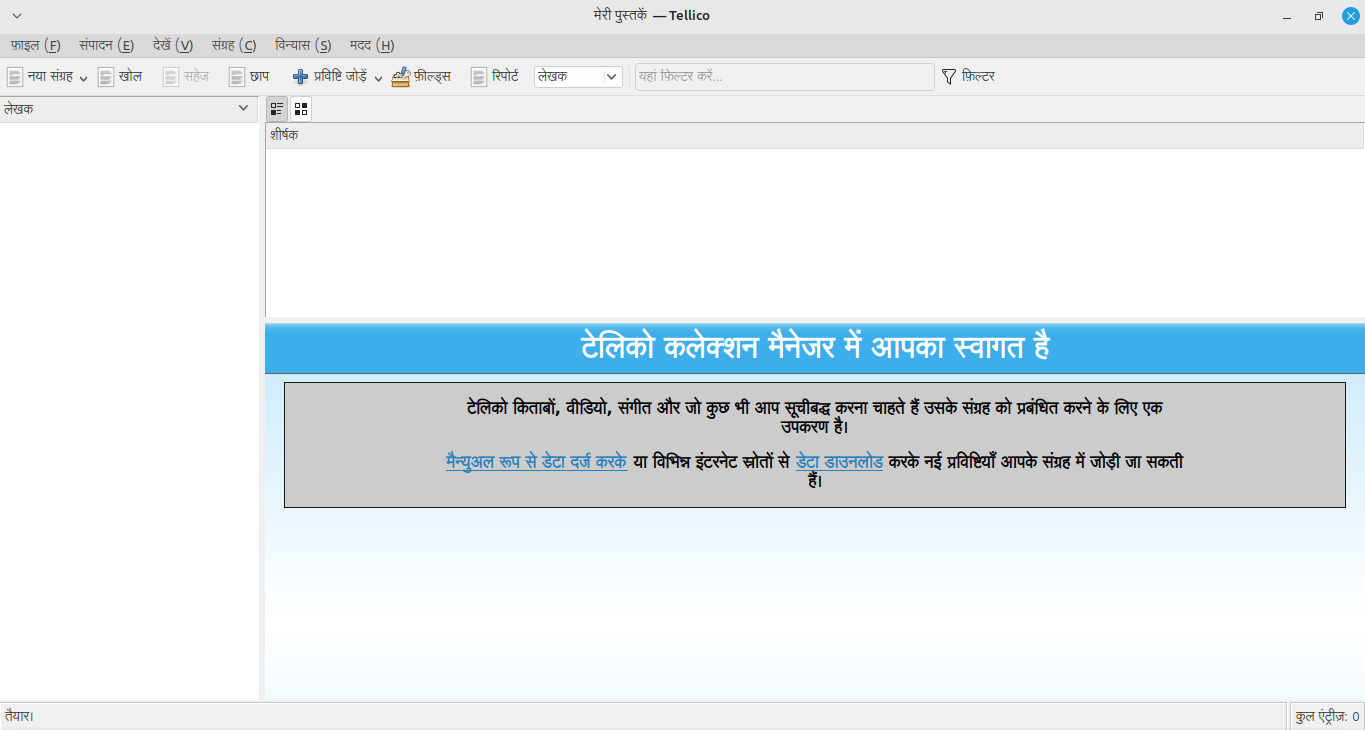 मेरी पुस्तकें — Tellico
फ़ाइल (F) संपादन (E) देखें (V) संग्रह (C) विन्यास (S) मदद (H)
नया संग्रह खोल सहेज छाप प्रविष्टि जोड़ें फील्ड्स रिपोर्ट लेखक यहां फ़िल्टर करें... फ़िल्टर
लेखक
शीर्षक
टेलिको कलेक्शन मैनेजर में आपका स्वागत है
टेलिको किताबों, वीडियो, संगीत और जो कुछ भी आप सूचीबद्ध करना चाहते हैं उसके संग्रह को प्रबंधित करने के लिए एक
उपकरण है।
मैन्युअल रूप से डेटा दर्ज करके या विभिन्न इंटरनेट स्रोतों से डेटा डाउनलोड करके नई प्रविष्टियाँ आपके संग्रह में जोड़ी जा सकती
हैं।
तैयार। कुल एंट्रीज़: 0